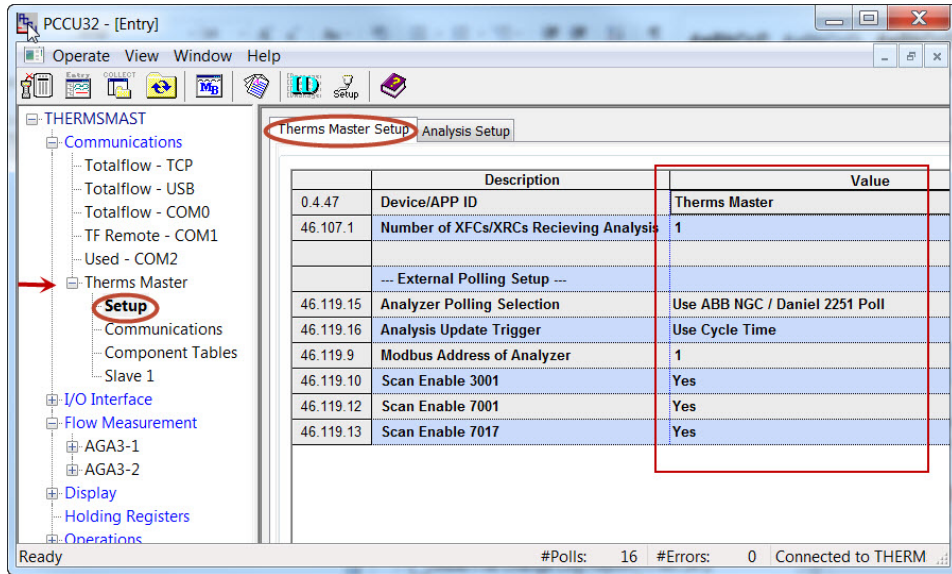 PCCU32 - [Entry]
Operate View Window Help
Entry COLLECT MB ID Setup
THERMSMAST
Communications
Totalflow - TCP
Totalflow - USB
Totalflow - COM0
TF Remote - COM1
Used - COM2
Therms Master
Setup
Communications
Component Tables
Slave 1
I/O Interface
Flow Measurement
AGA3-1
AGA3-2
Display
Holding Registers
Operations
Therms Master Setup Analysis Setup
Description Value
0.4.47 Device/APP ID Therms Master
46.107.1 Number of XFCs/XRCs Recieving Analysis 1
--- External Polling Setup ---
46.119.15 Analyzer Polling Selection Use ABB NGC / Daniel 2251 Poll
46.119.16 Analysis Update Trigger Use Cycle Time
46.119.9 Modbus Address of Analyzer 1
46.119.10 Scan Enable 3001 Yes
46.119.12 Scan Enable 7001 Yes
46.119.13 Scan Enable 7017 Yes
Ready #Polls: 16 #Errors: 0 Connected to THERM